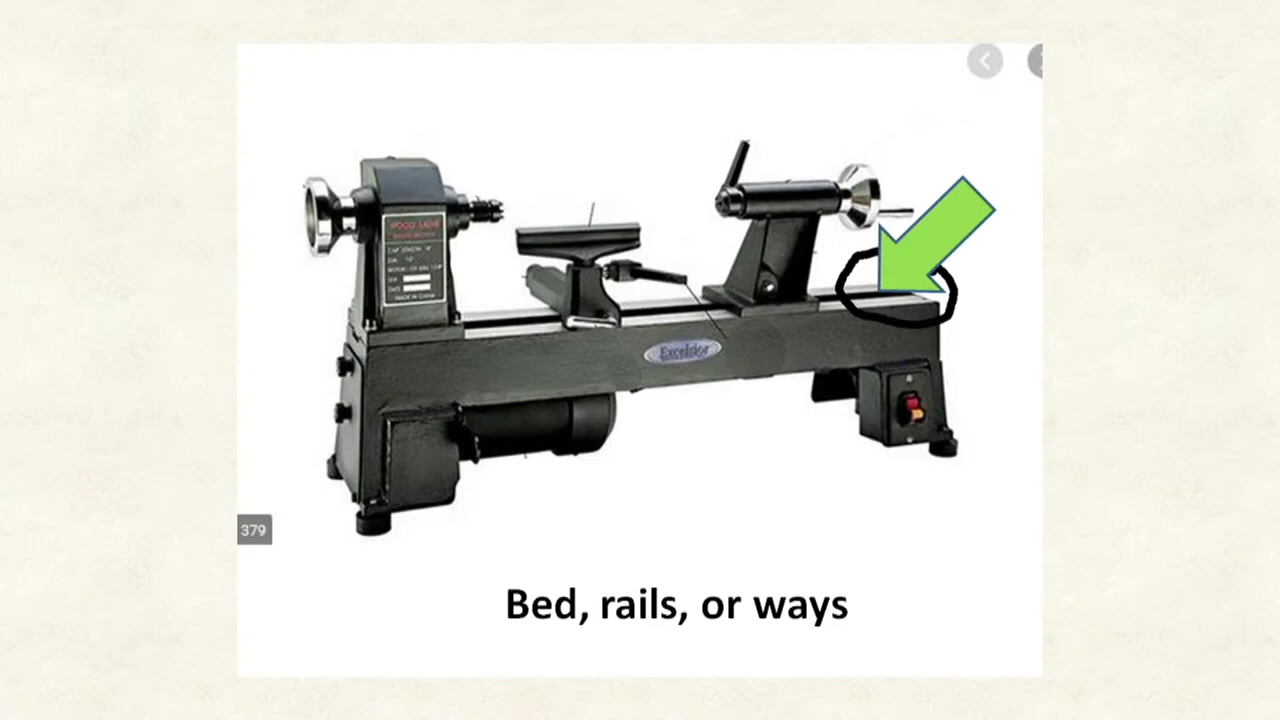 WOOD LATHE
MADE IN CHINA
Excelsior
379
Bed, rails, or ways